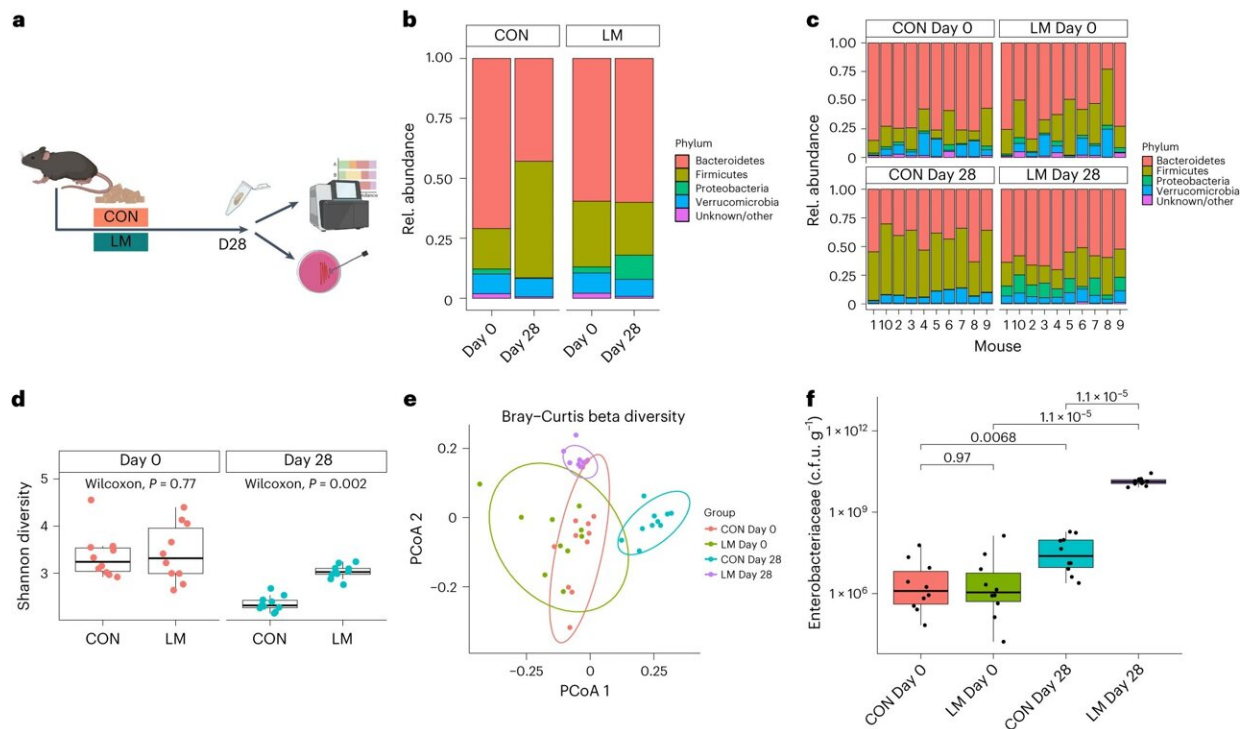 a
CON
LM
D28
b
CON
LM
Rel. abundance
1.00
0.75
0.50
0.25
0
Day 0
Day 28
Day 0
Day 28
Phylum
Bacteroidetes
Firmicutes
Proteobacteria
Verrucomicrobia
Unknown/other
c
CON Day 0
LM Day 0
Rel. abundance
1.00
0.50
0.25
0
CON Day 28
LM Day 28
Rel. abundance
1.00
0.75
0.50
0.25
0
1 10 2 3 4 5 6 7 8 9
1 10 2 3 4 5 6 7 8 9
Mouse
Phylum
Bacteroidetes
Firmicutes
Proteobacteria
Verrucomicrobia
Unknown/other
d
Day 0
Day 28
Wilcoxon, P = 0.77
Wilcoxon, P = 0.002
Shannon diversity
5
4
3
CON
LM
CON
LM
e
Bray–Curtis beta diversity
PCoA 2
0.2
0
−0.2
−0.25
0
0.25
PCoA 1
Group
CON Day 0
LM Day 0
CON Day 28
LM Day 28
f
1.1 × 10⁻⁵
1.1 × 10⁻⁵
0.0068
0.97
Enterobacteriaceae (c.f.u. g⁻¹)
1 × 10¹²
1 × 10⁹
1 × 10⁶
CON Day 0
LM Day 0
CON Day 28
LM Day 28